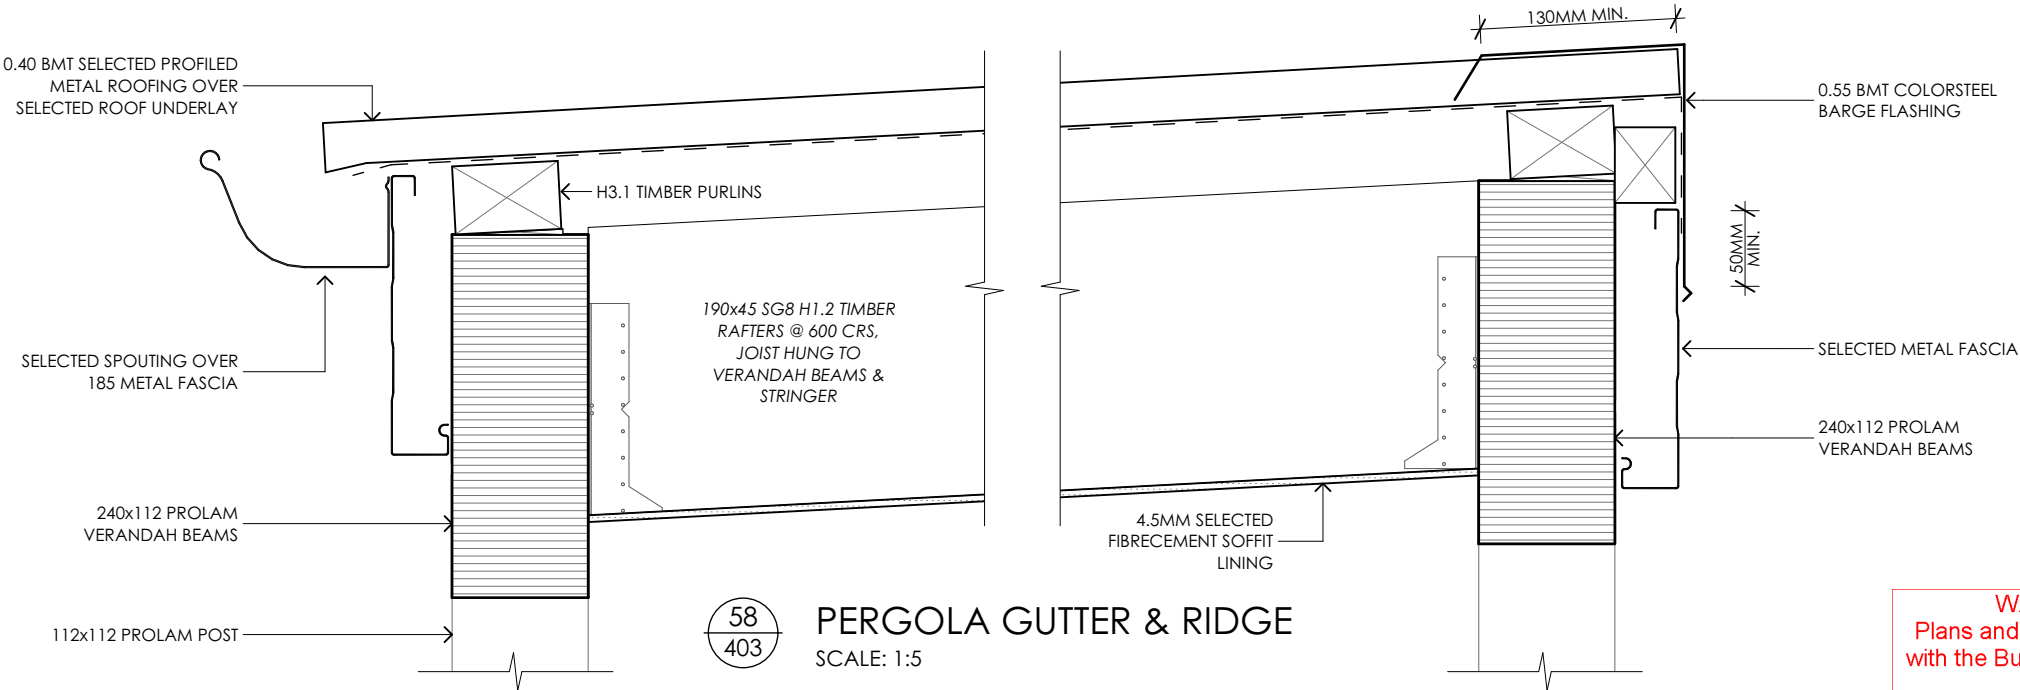 130MM MIN.
0.40 BMT SELECTED PROFILED
METAL ROOFING OVER
SELECTED ROOF UNDERLAY
0.55 BMT COLORSTEEL
BARGE FLASHING
H3.1 TIMBER PURLINS
50MM
MIN.
190x45 SG8 H1.2 TIMBER
RAFTERS @ 600 CRS,
JOIST HUNG TO
VERANDAH BEAMS &
STRINGER
SELECTED SPOUTING OVER
185 METAL FASCIA
SELECTED METAL FASCIA
240x112 PROLAM
VERANDAH BEAMS
240x112 PROLAM
VERANDAH BEAMS
4.5MM SELECTED
FIBRECEMENT SOFFIT
LINING
112x112 PROLAM POST
58
403
PERGOLA GUTTER & RIDGE
SCALE: 1:5
Plans and
with the